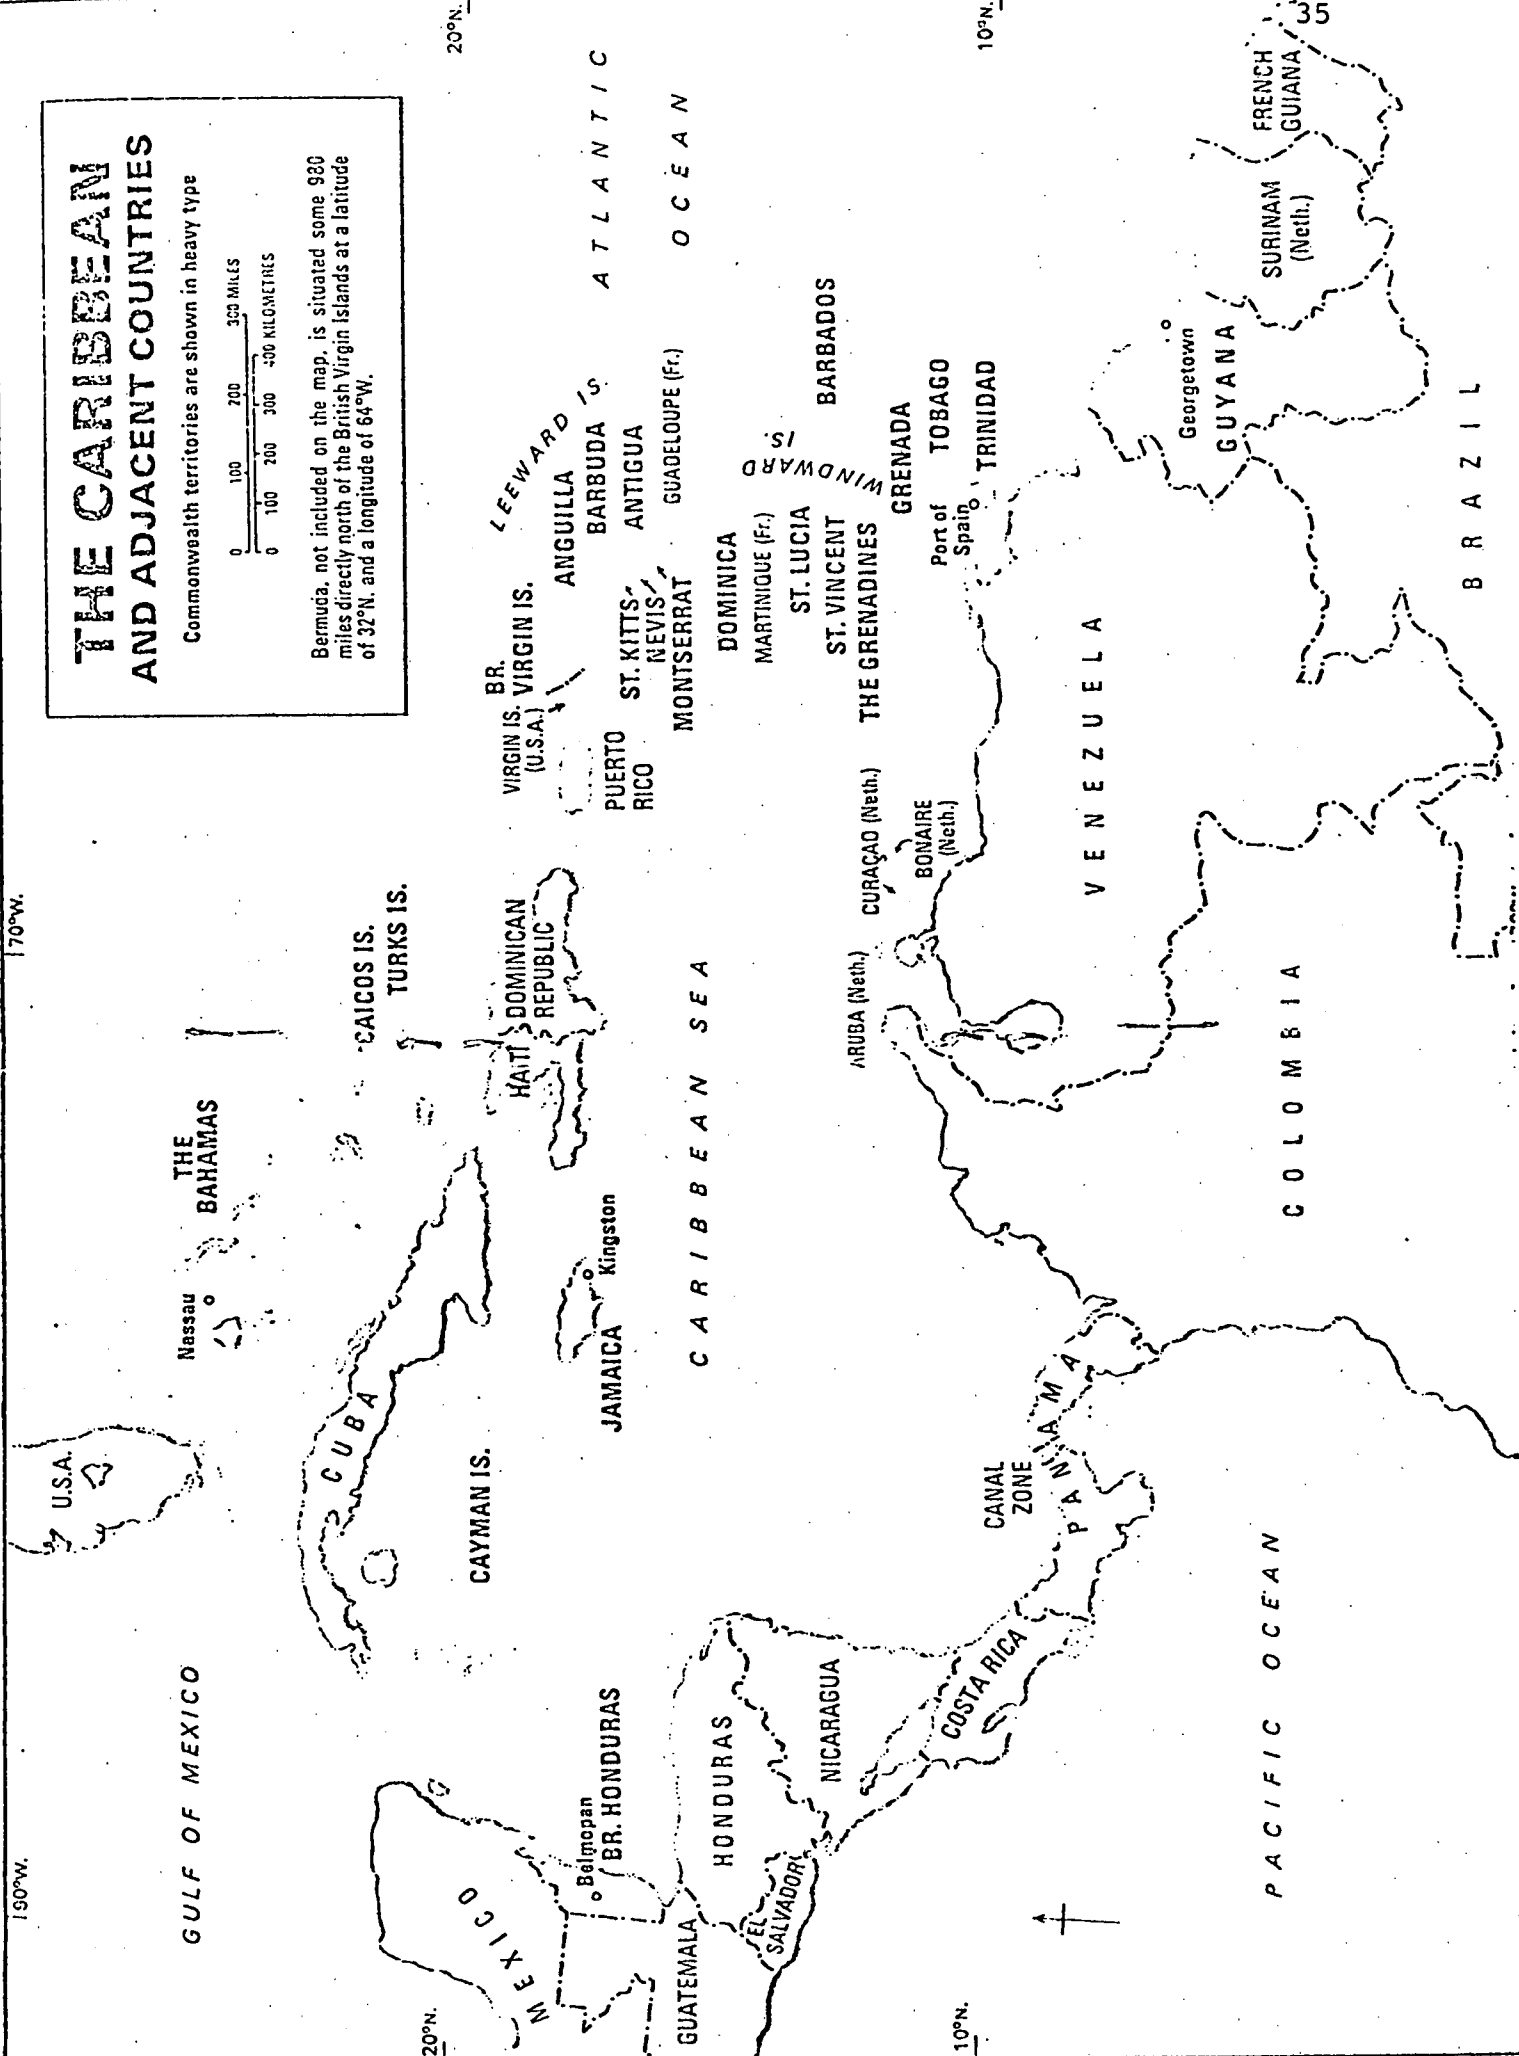 THE CARIBBEAN
AND ADJACENT COUNTRIES
Commonwealth territories are shown in heavy type
0 100 200 300 MILES
0 100 200 300 400 KILOMETRES
Bermuda, not included on the map, is situated some 980
miles directly north of the British Virgin Islands at a latitude
of 32°N. and a longitude of 64°W.
90°W.
70°W.
20°N.
20°N.
10°N.
10°N.
35
GULF OF MEXICO
U.S.A.
Nassau
THE
BAHAMAS
CAICOS IS.
TURKS IS.
CUBA
CAYMAN IS.
JAMAICA
Kingston
HAITI
DOMINICAN
REPUBLIC
PUERTO
RICO
VIRGIN IS.
(U.S.A.)
BR.
VIRGIN IS.
LEEWARD IS.
ANGUILLA
BARBUDA
ANTIGUA
ST. KITTS
NEVIS
MONTSERRAT
GUADELOUPE (Fr.)
DOMINICA
MARTINIQUE (Fr.)
WINDWARD
IS.
ST. LUCIA
ST. VINCENT
THE GRENADINES
BARBADOS
GRENADA
TOBAGO
TRINIDAD
Port of
Spain
ATLANTIC
OCEAN
CARIBBEAN SEA
ARUBA (Neth.)
CURAÇAO (Neth.)
BONAIRE
(Neth.)
MEXICO
Belmopan
BR. HONDURAS
GUATEMALA
HONDURAS
EL
SALVADOR
NICARAGUA
COSTA RICA
CANAL
ZONE
PANAMA
COLOMBIA
VENEZUELA
Georgetown
GUYANA
SURINAM
(Neth.)
FRENCH
GUIANA
BRAZIL
PACIFIC OCEAN